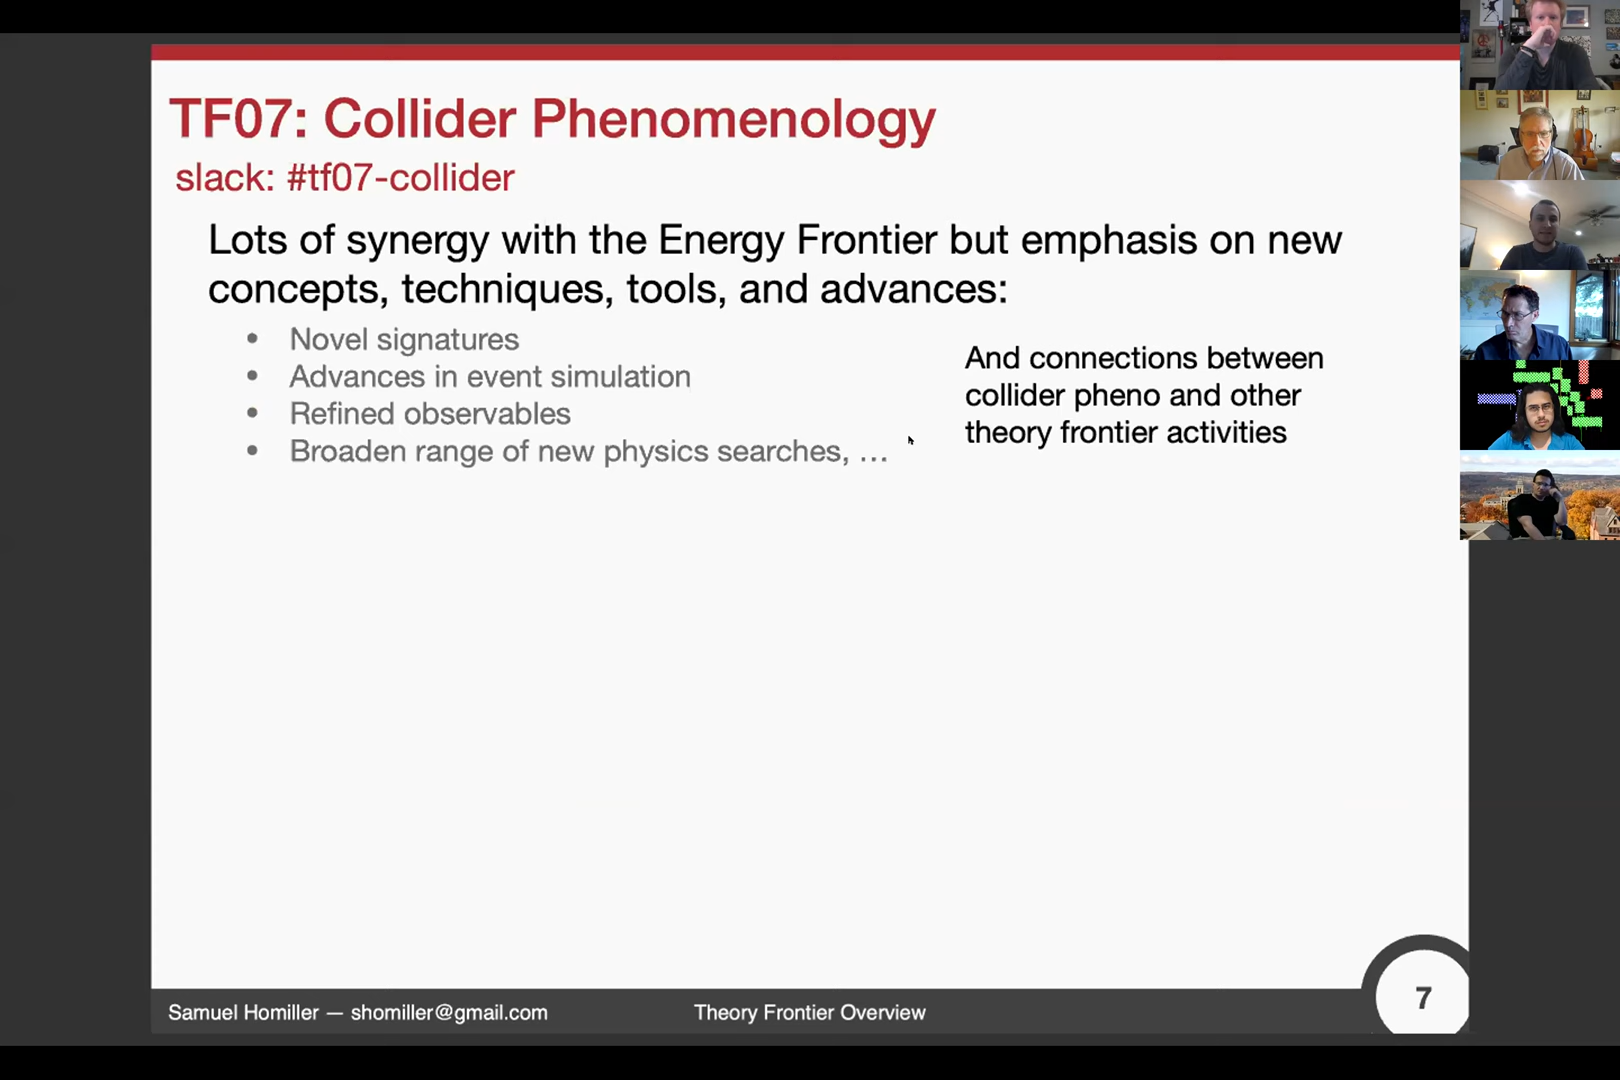 TF07: Collider Phenomenology
slack: #tf07-collider
Lots of synergy with the Energy Frontier but emphasis on new
concepts, techniques, tools, and advances:
• Novel signatures
• Advances in event simulation
• Refined observables
• Broaden range of new physics searches, …
And connections between
collider pheno and other
theory frontier activities
Samuel Homiller — shomiller@gmail.com
Theory Frontier Overview
7